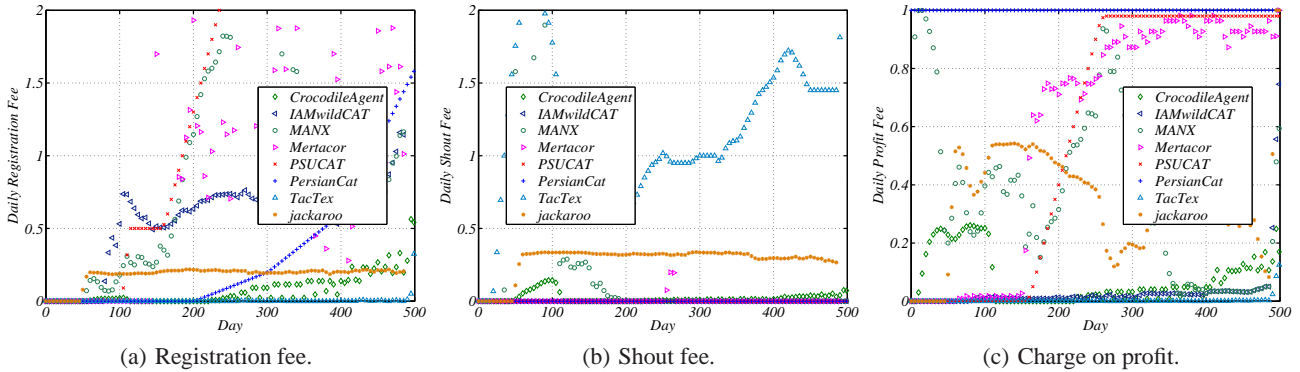 Daily Registration Fee
2
1.5
1
0.5
0
0 100 200 300 400 500
Day
CrocodileAgent
IAMwildCAT
MANX
Mertacor
PSUCAT
PersianCat
TacTex
jackaroo
(a) Registration fee.
Daily Shout Fee
2
1.5
1
0.5
0
0 100 200 300 400 500
Day
CrocodileAgent
IAMwildCAT
MANX
Mertacor
PSUCAT
PersianCat
TacTex
jackaroo
(b) Shout fee.
Daily Profit Fee
1
0.8
0.6
0.4
0.2
0
0 100 200 300 400 500
Day
CrocodileAgent
IAMwildCAT
MANX
Mertacor
PSUCAT
PersianCat
TacTex
jackaroo
(c) Charge on profit.